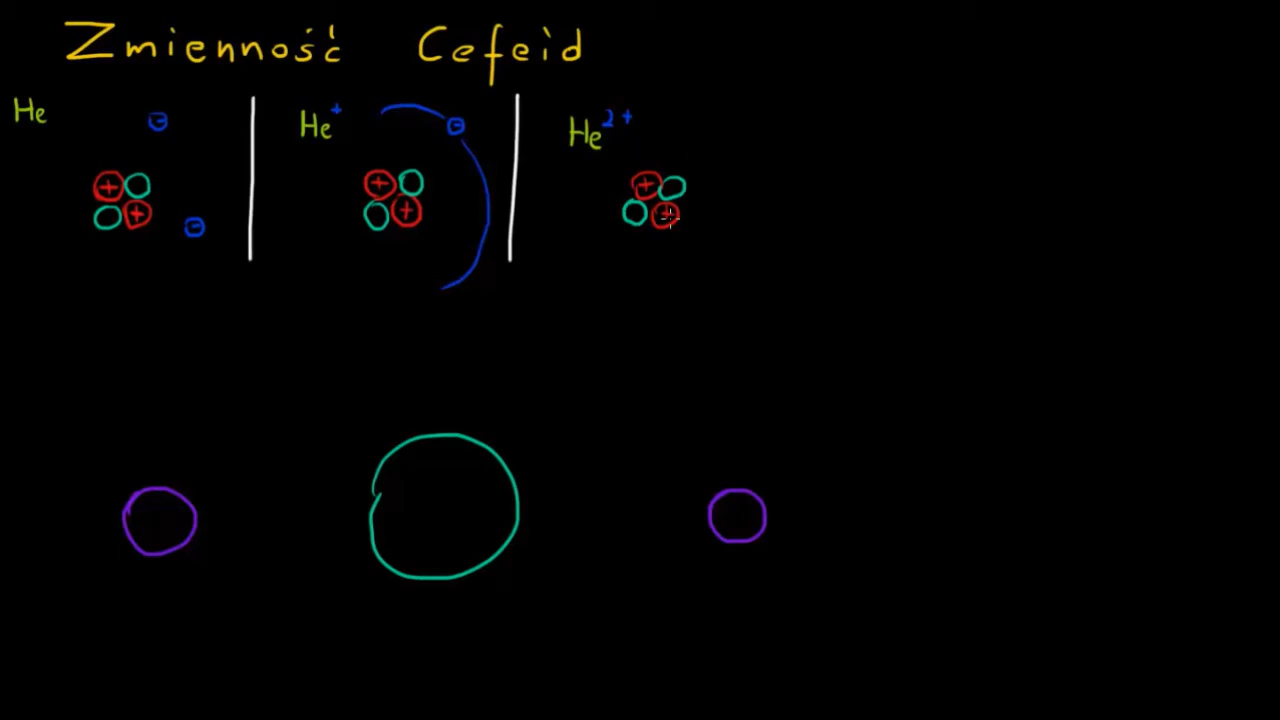 Zmienność Cefeid
He He⁺ He²⁺
- + - + + + + +